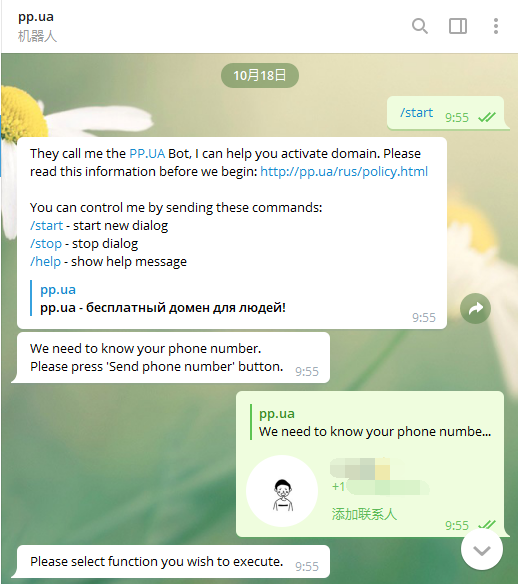 pp.ua
机器人
10月18日
/start 9:55
They call me the PP.UA Bot, I can help you activate domain. Please
read this information before we begin: http://pp.ua/rus/policy.html
You can control me by sending these commands:
/start - start new dialog
/stop - stop dialog
/help - show help message
pp.ua
pp.ua - бесплатный домен для людей!
9:55
We need to know your phone number.
Please press 'Send phone number' button. 9:55
pp.ua
We need to know your phone numbe...
+1
添加联系人
9:55
Please select function you wish to execute. 9:55